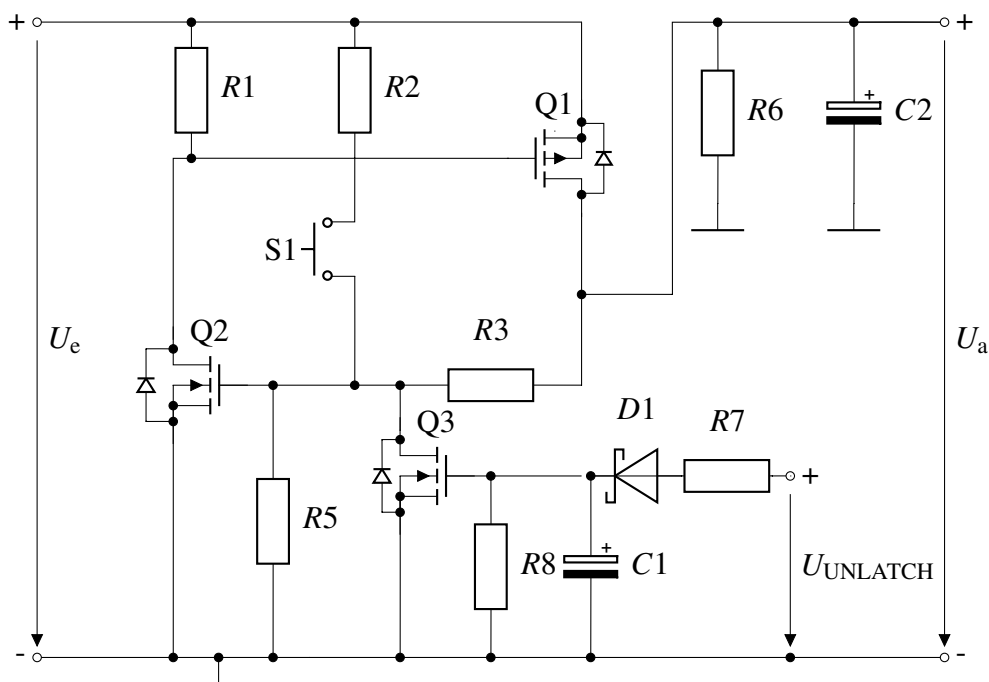 +
+
R1
R2
Q1
R6
+
C2
S1
Q2
R3
Ue
Ua
Q3
D1
R7
+
R5
R8
+
C1
UUNLATCH
-
-